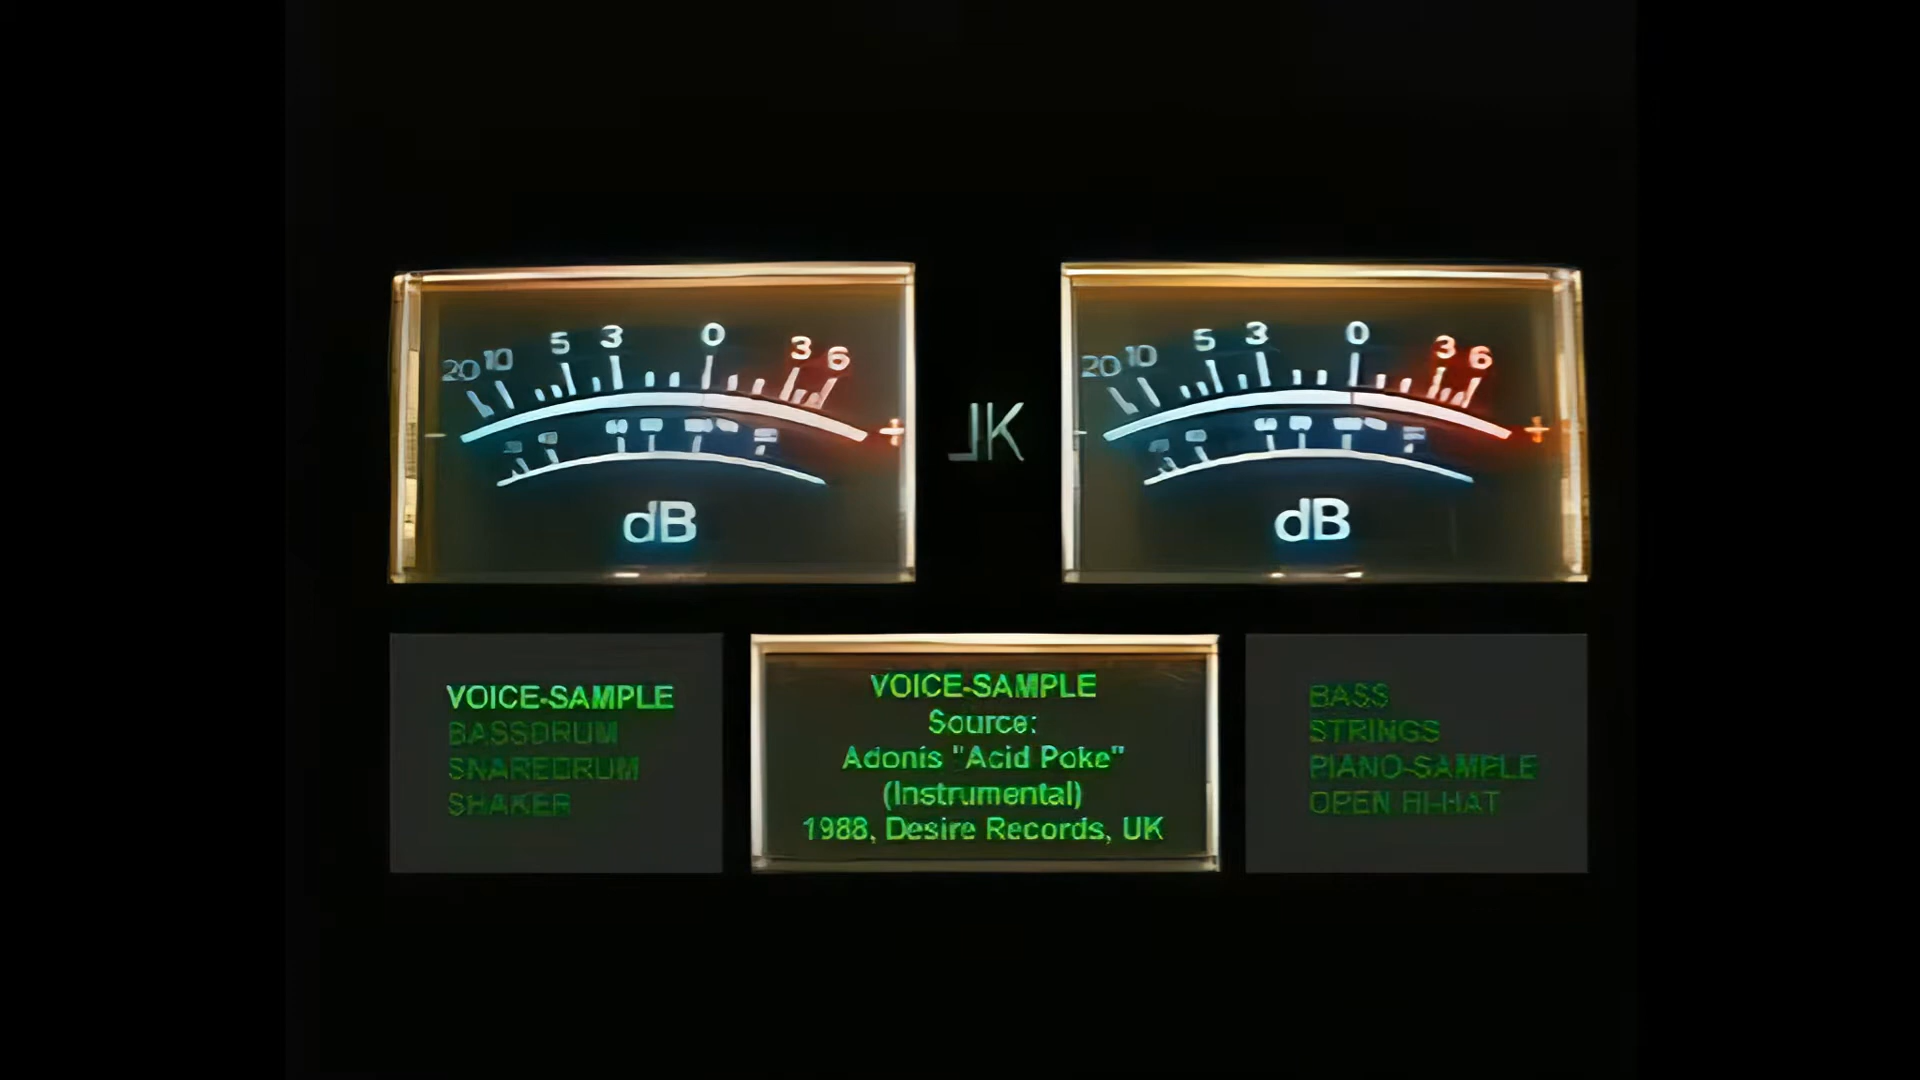 20 10 5 3 0 3 6
- +
dB
JK
20 10 5 3 0 3 6
- +
dB
VOICE-SAMPLE
BASSDRUM
SNAREDRUM
SHAKER
VOICE-SAMPLE
Source:
Adonis "Acid Poke"
(Instrumental)
1988, Desire Records, UK
BASS
STRINGS
PIANO-SAMPLE
OPEN HI-HAT